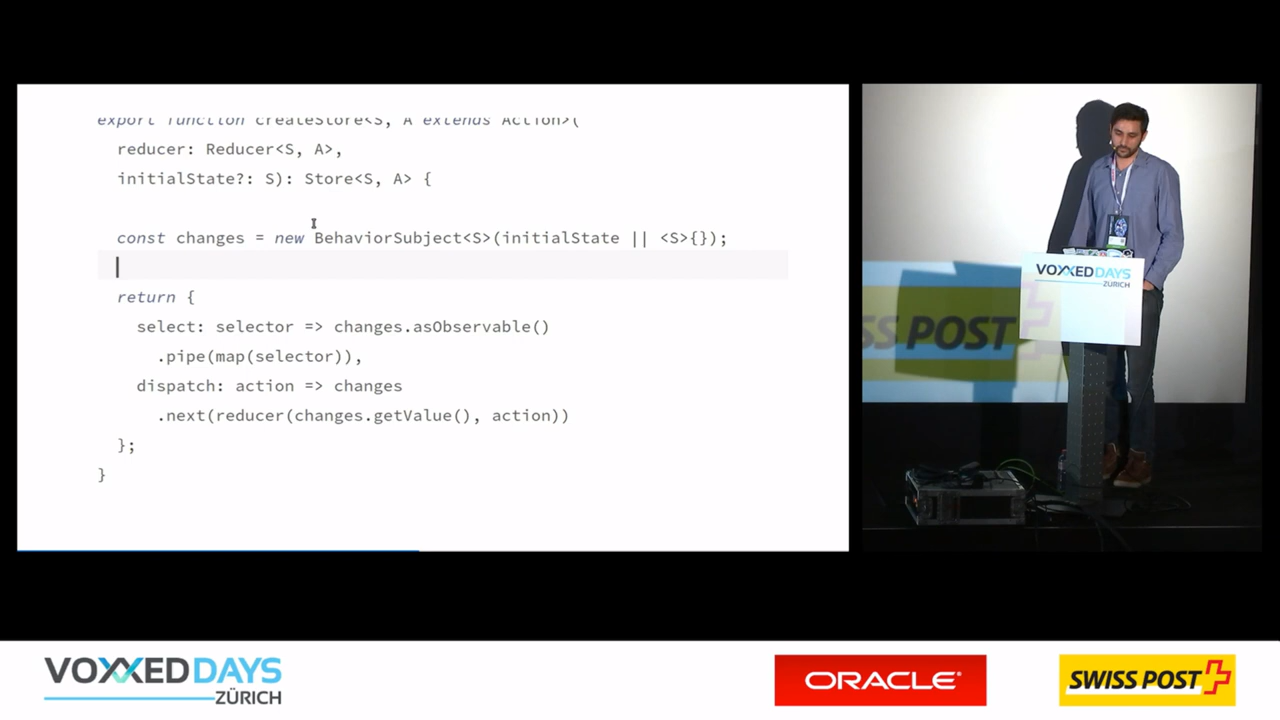 export function createStore<S, A extends Action>(
reducer: Reducer<S, A>,
initialState?: S): Store<S, A> {
const changes = new BehaviorSubject<S>(initialState || <S>{});
return {
select: selector => changes.asObservable()
.pipe(map(selector)),
dispatch: action => changes
.next(reducer(changes.getValue(), action))
};
}
VOXXED DAYS
ZÜRICH
SS POST
VOXXED DAYS
ZÜRICH
ORACLE®
SWISS POST